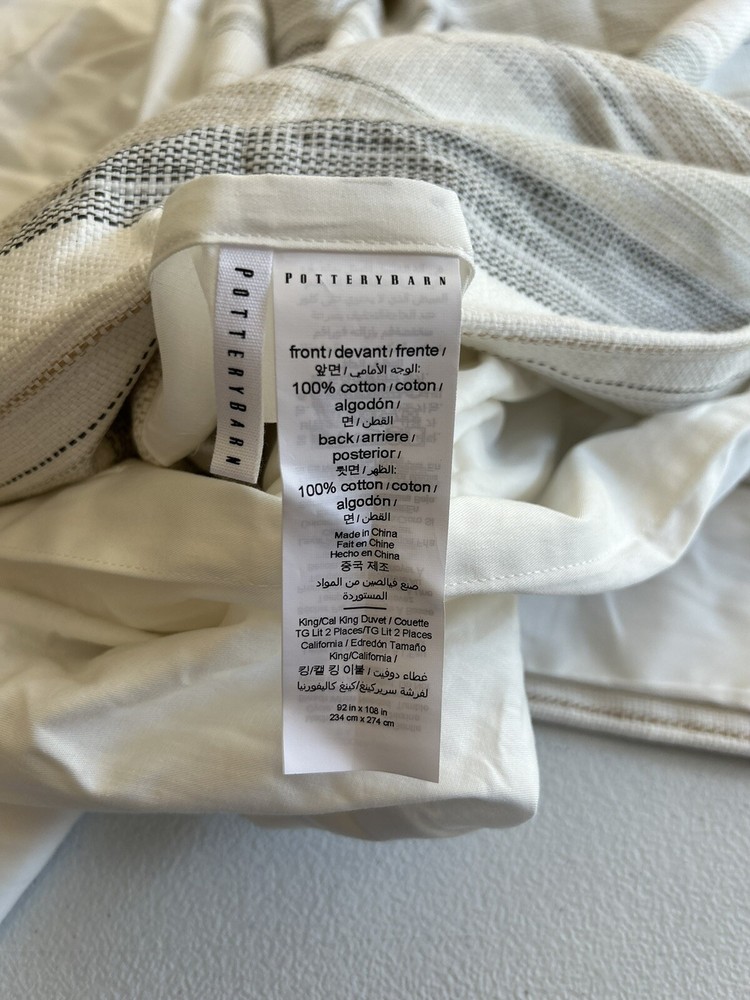 POTTERYBARN
POTTERYBARN
front / devant / frente /
앞면 / الوجه الأمامي:
100% cotton / coton /
algodón /
면 / القطن
back / arriere /
posterior /
뒷면 / الظهر:
100% cotton / coton /
algodón /
면 / القطن
Made in China
Fait en Chine
Hecho en China
중국 제조
صنع فيالصين من المواد
المستوردة
King/Cal King Duvet / Couette
TG Lit 2 Places/TG Lit 2 Places
California / Edredón Tamaño
King/California /
킹/캘 킹 이불 / غطاء دوفيت
لفرشة سريركينغ/كينغ كاليفورنيا
92 in x 108 in
234 cm x 274 cm